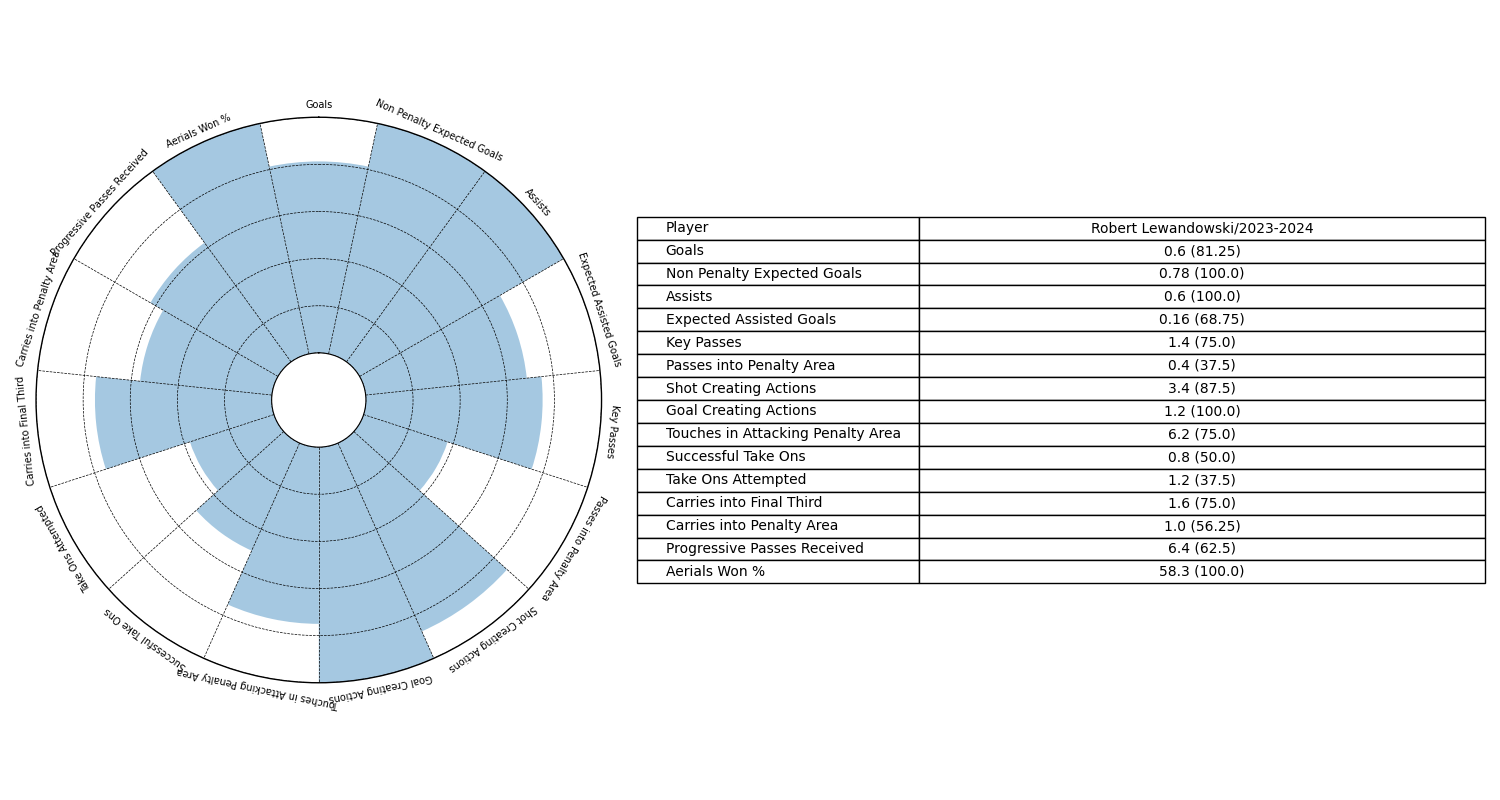 Goals
Non Penalty Expected Goals
Assists
Expected Assisted Goals
Key Passes
Passes into Penalty Area
Shot Creating Actions
Goal Creating Actions
Touches in Attacking Penalty Area
Successful Take Ons
Take Ons Attempted
Carries into Final Third
Carries into Penalty Area
Progressive Passes Received
Aerials Won %
Player Robert Lewandowski/2023-2024
Goals 0.6 (81.25)
Non Penalty Expected Goals 0.78 (100.0)
Assists 0.6 (100.0)
Expected Assisted Goals 0.16 (68.75)
Key Passes 1.4 (75.0)
Passes into Penalty Area 0.4 (37.5)
Shot Creating Actions 3.4 (87.5)
Goal Creating Actions 1.2 (100.0)
Touches in Attacking Penalty Area 6.2 (75.0)
Successful Take Ons 0.8 (50.0)
Take Ons Attempted 1.2 (37.5)
Carries into Final Third 1.6 (75.0)
Carries into Penalty Area 1.0 (56.25)
Progressive Passes Received 6.4 (62.5)
Aerials Won % 58.3 (100.0)